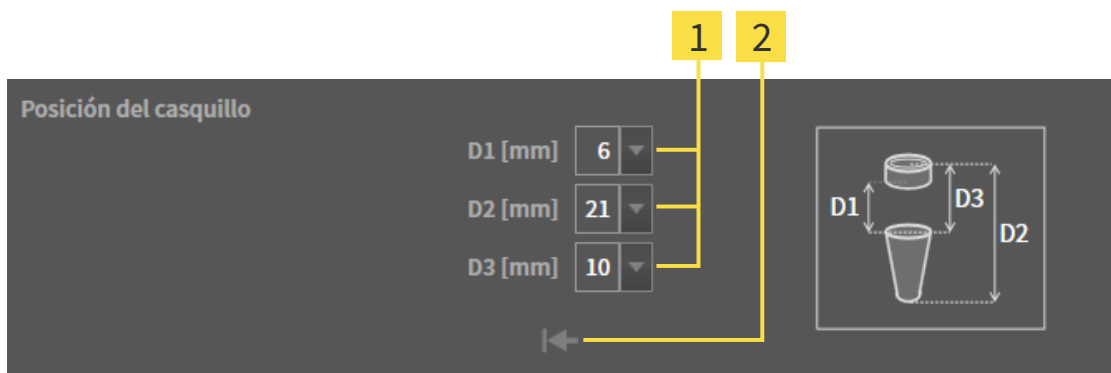 1 2
Posición del casquillo
D1 [mm] 6
D2 [mm] 21
D3 [mm] 10
D1 D3
D2